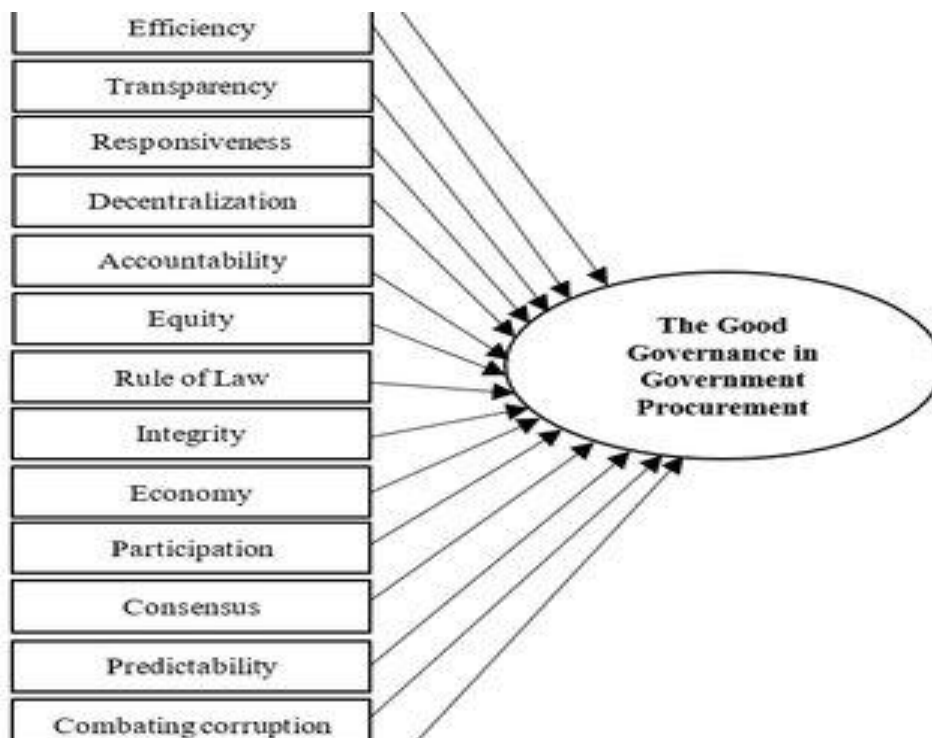 Efficiency
Transparency
Responsiveness
Decentralization
Accountability
Equity
Rule of Law
Integrity
Economy
Participation
Consensus
Predictability
Combating corruption
The Good
Governance in
Government
Procurement